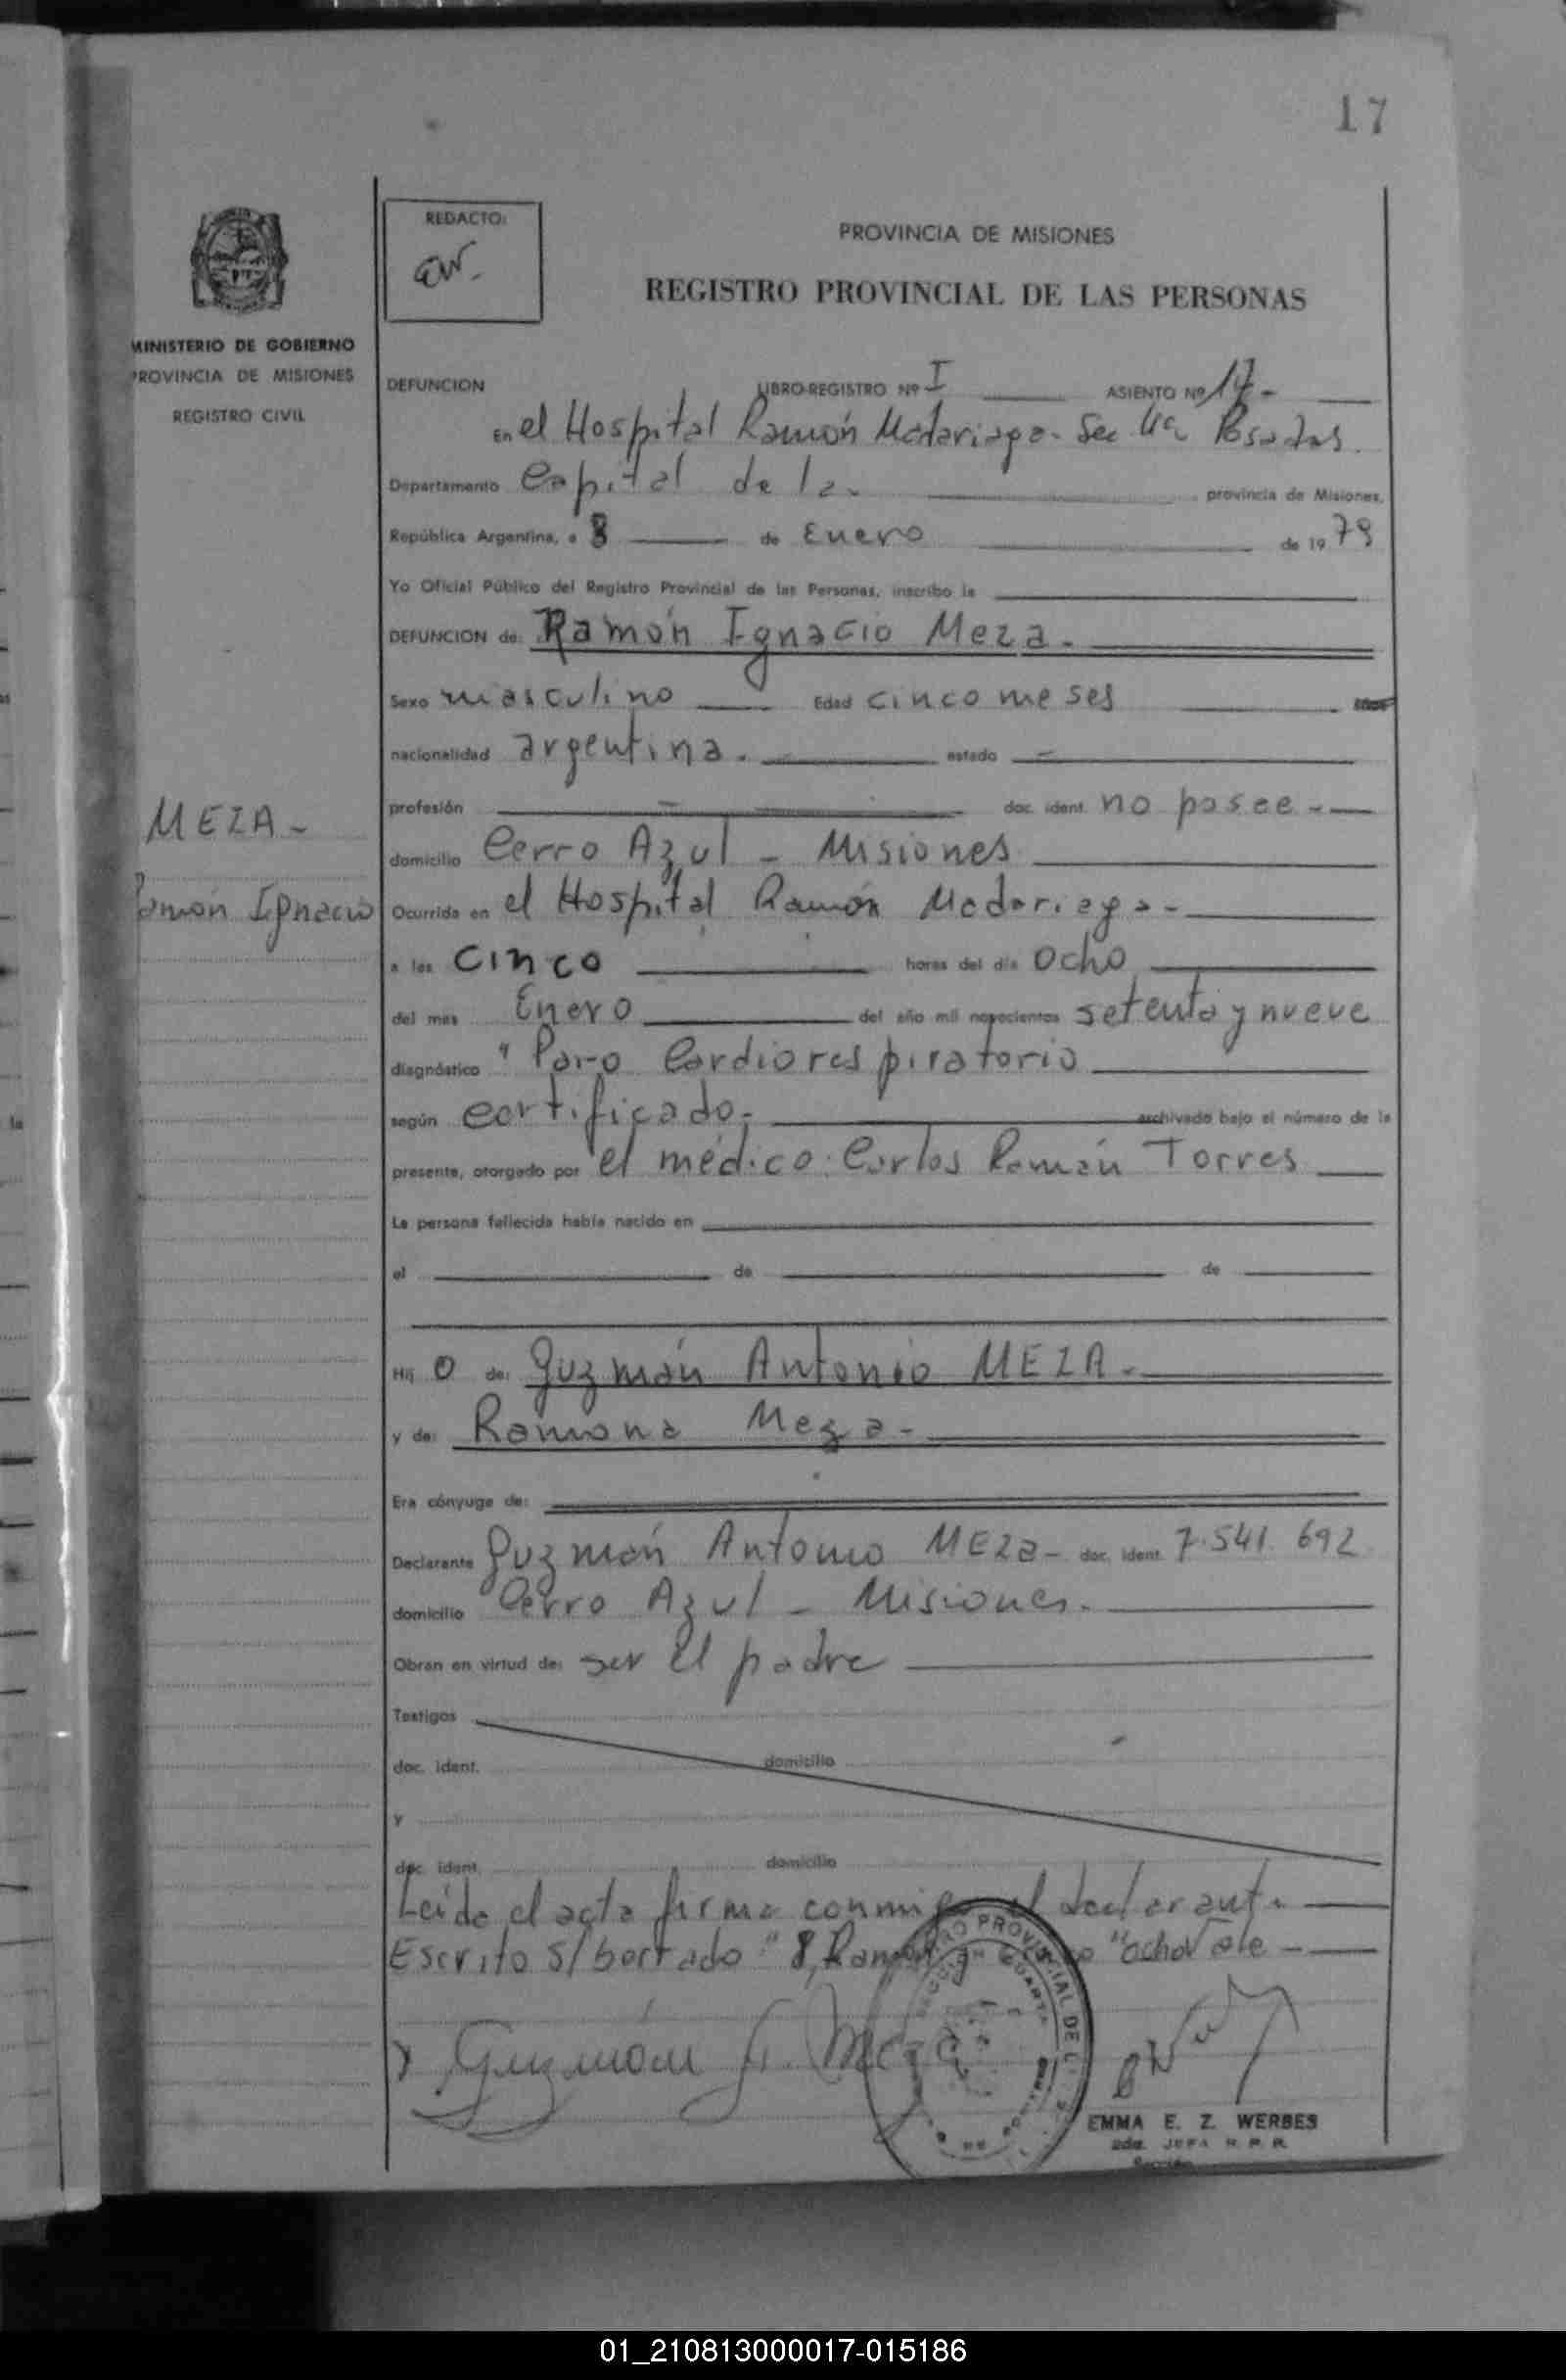 17
REDACTO:
MINISTERIO DE GOBIERNO
PROVINCIA DE MISIONES
REGISTRO CIVIL
PROVINCIA DE MISIONES
REGISTRO PROVINCIAL DE LAS PERSONAS
DEFUNCION LIBRO-REGISTRO Nº I ASIENTO Nº 17-
En el Hospital Ramón Madariaga- Sec 4a Posadas.
Departamento Capital de la- provincia de Misiones,
República Argentina, a 8 de Enero de 1979
Yo Oficial Público del Registro Provincial de las Personas, inscribo la
DEFUNCION de: Ramón Ignacio Meza-
Sexo masculino Edad cinco meses años
nacionalidad argentina. estado -
profesión - doc. ident. no posee -
MEZA-
domicilio Cerro Azul - Misiones
Ramón Ignacio
Ocurrida en el Hospital Ramón Madariaga-
a las cinco horas del día ocho
del mes Enero del año mil novecientos setenta y nueve
diagnóstico "Paro Cardiorespiratorio
según certificado- archivado bajo el número de la
presente, otorgado por el médico: Carlos Ramón Torres
La persona fallecida había nacido en
el de de
Hij o de: Guzmán Antonio MEZA-
y de: Ramona Meza-
Era cónyuge de:
Declarante Guzmán Antonio MEZA- doc. ident. 7.541.692
domicilio Cerro Azul - Misiones.
Obran en virtud de: ser el padre
Testigos
doc. ident. domicilio
y
doc. ident. domicilio
Leida el acta firma conmigo el declarante
Escrito s/borrado: "8, Ramón "ocho Vale -
Guzmán A. Meza
EMMA E. Z. WERBES
2da. JEFA R. P. P.
01_210813000017-015186